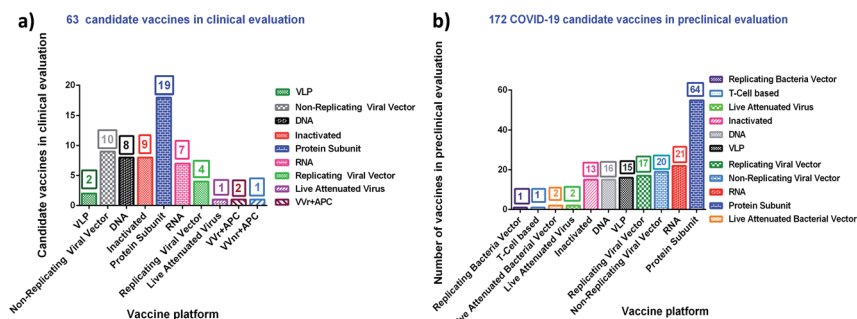 a)
63 candidate vaccines in clinical evaluation
Candidate vaccines in clinical evaluation
20
15
10
5
0
2
10
8
9
19
7
4
1
2
1
VLP
Non-Replicating Viral Vector
DNA
Inactivated
Protein Subunit
RNA
Replicating Viral Vector
Live Attenuated Virus
VVr+APC
VVnr+APC
Vaccine platform
VLP
Non-Replicating Viral Vector
DNA
Inactivated
Protein Subunit
RNA
Replicating Viral Vector
Live Attenuated Virus
VVr+APC
b)
172 COVID-19 candidate vaccines in preclinical evaluation
Number of vaccines in preclinical evaluation
60
40
20
0
1
1
2
2
13
16
15
17
20
21
64
Replicating Bacteria Vector
T-Cell based
ive Attenuated Bacterial Vector
Live Attenuated Virus
Inactivated
DNA
VLP
Replicating Viral Vector
Non-Replicating Viral Vector
RNA
Protein Subunit
Vaccine platform
Replicating Bacteria Vector
T-Cell based
Live Attenuated Virus
Inactivated
DNA
VLP
Replicating Viral Vector
Non-Replicating Viral Vector
RNA
Protein Subunit
Live Attenuated Bacterial Vector